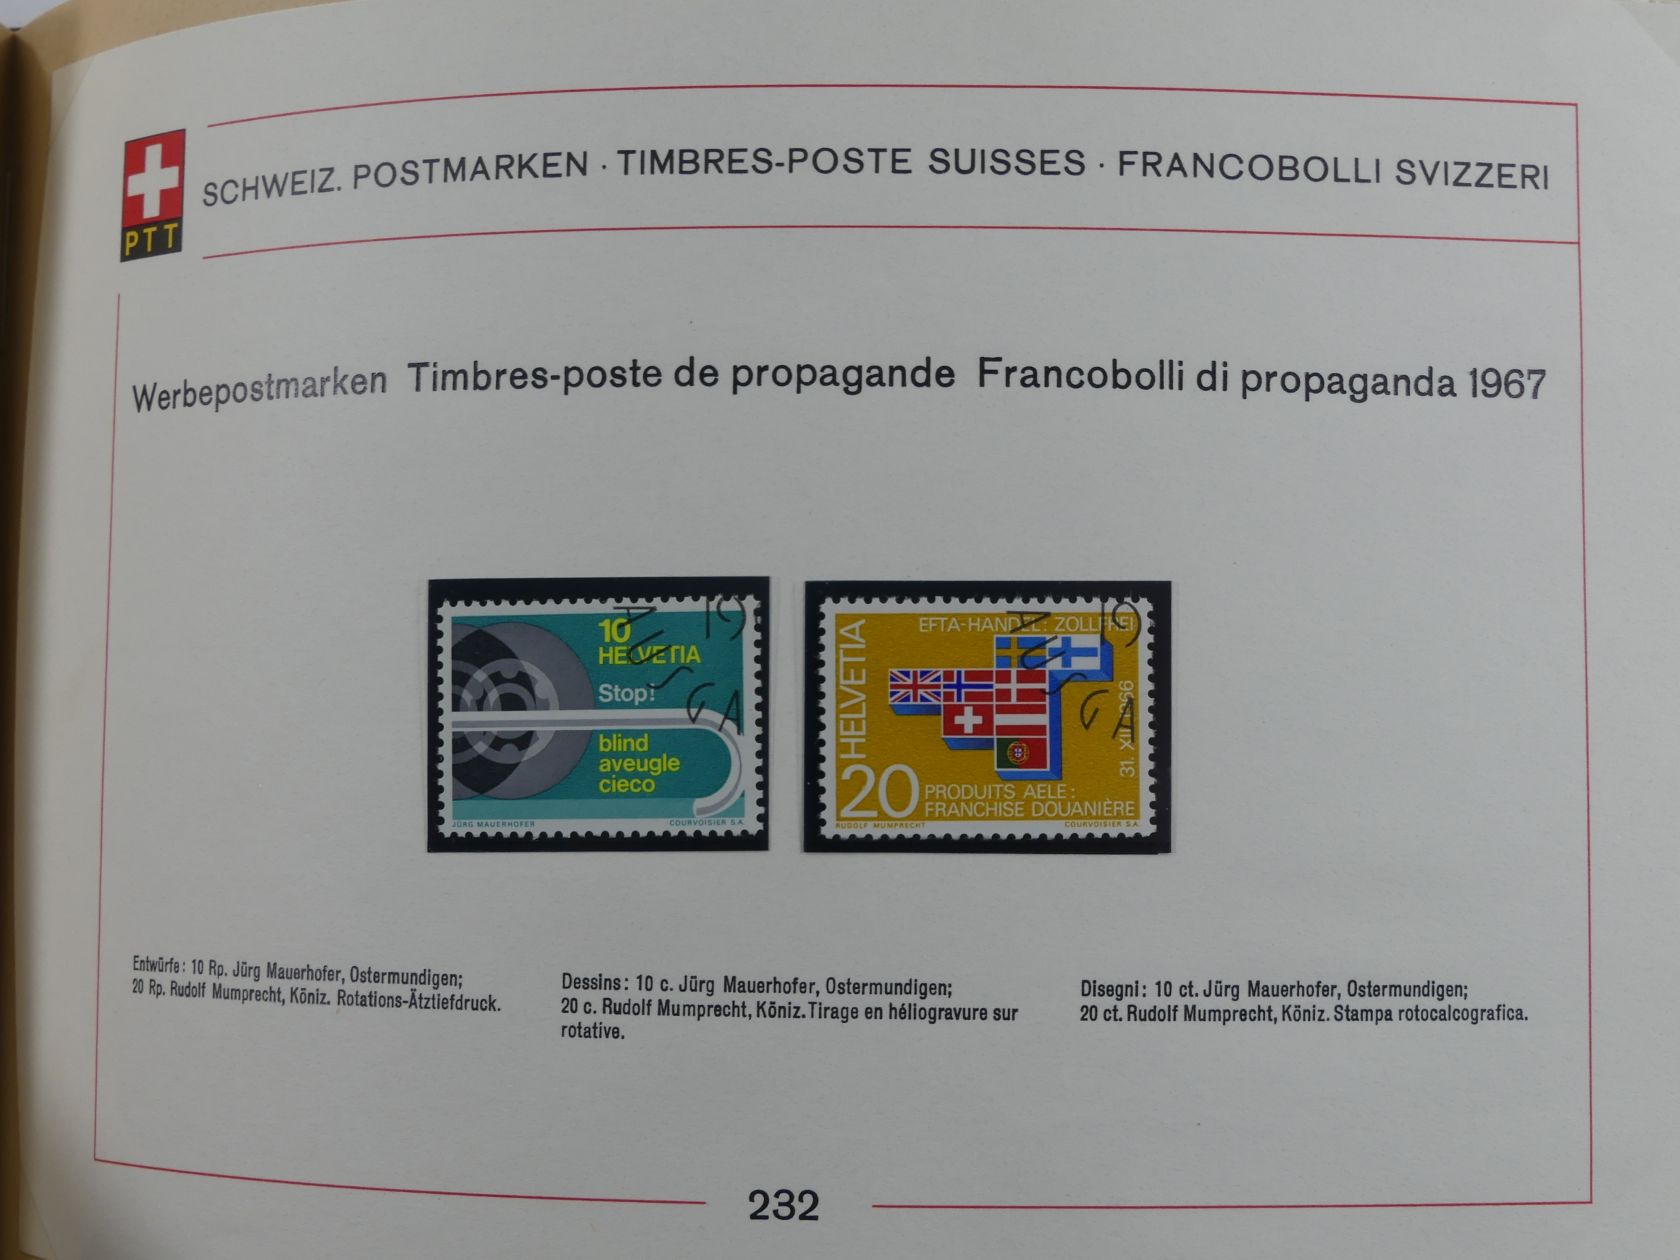 PTT
SCHWEIZ. POSTMARKEN · TIMBRES-POSTE SUISSES · FRANCOBOLLI SVIZZERI
Werbepostmarken Timbres-poste de propagande Francobolli di propaganda 1967
10
HELVETIA
Stop!
blind
aveugle
cieco
JÜRG MAUERHOFER COURVOISIER S.A.
19
AUSGA
EFTA-HANDEL: ZOLLFREI
HELVETIA
31. XII. 1966
20
PRODUITS AELE:
FRANCHISE DOUANIÈRE
RUDOLF MUMPRECHT COURVOISIER S.A.
19
AUSGA
Entwürfe: 10 Rp. Jürg Mauerhofer, Ostermundigen;
20 Rp. Rudolf Mumprecht, Köniz. Rotations-Ätztiefdruck.
Dessins: 10 c. Jürg Mauerhofer, Ostermundigen;
20 c. Rudolf Mumprecht, Köniz. Tirage en héliogravure sur
rotative.
Disegni: 10 ct. Jürg Mauerhofer, Ostermundigen;
20 ct. Rudolf Mumprecht, Köniz. Stampa rotocalcografica.
232